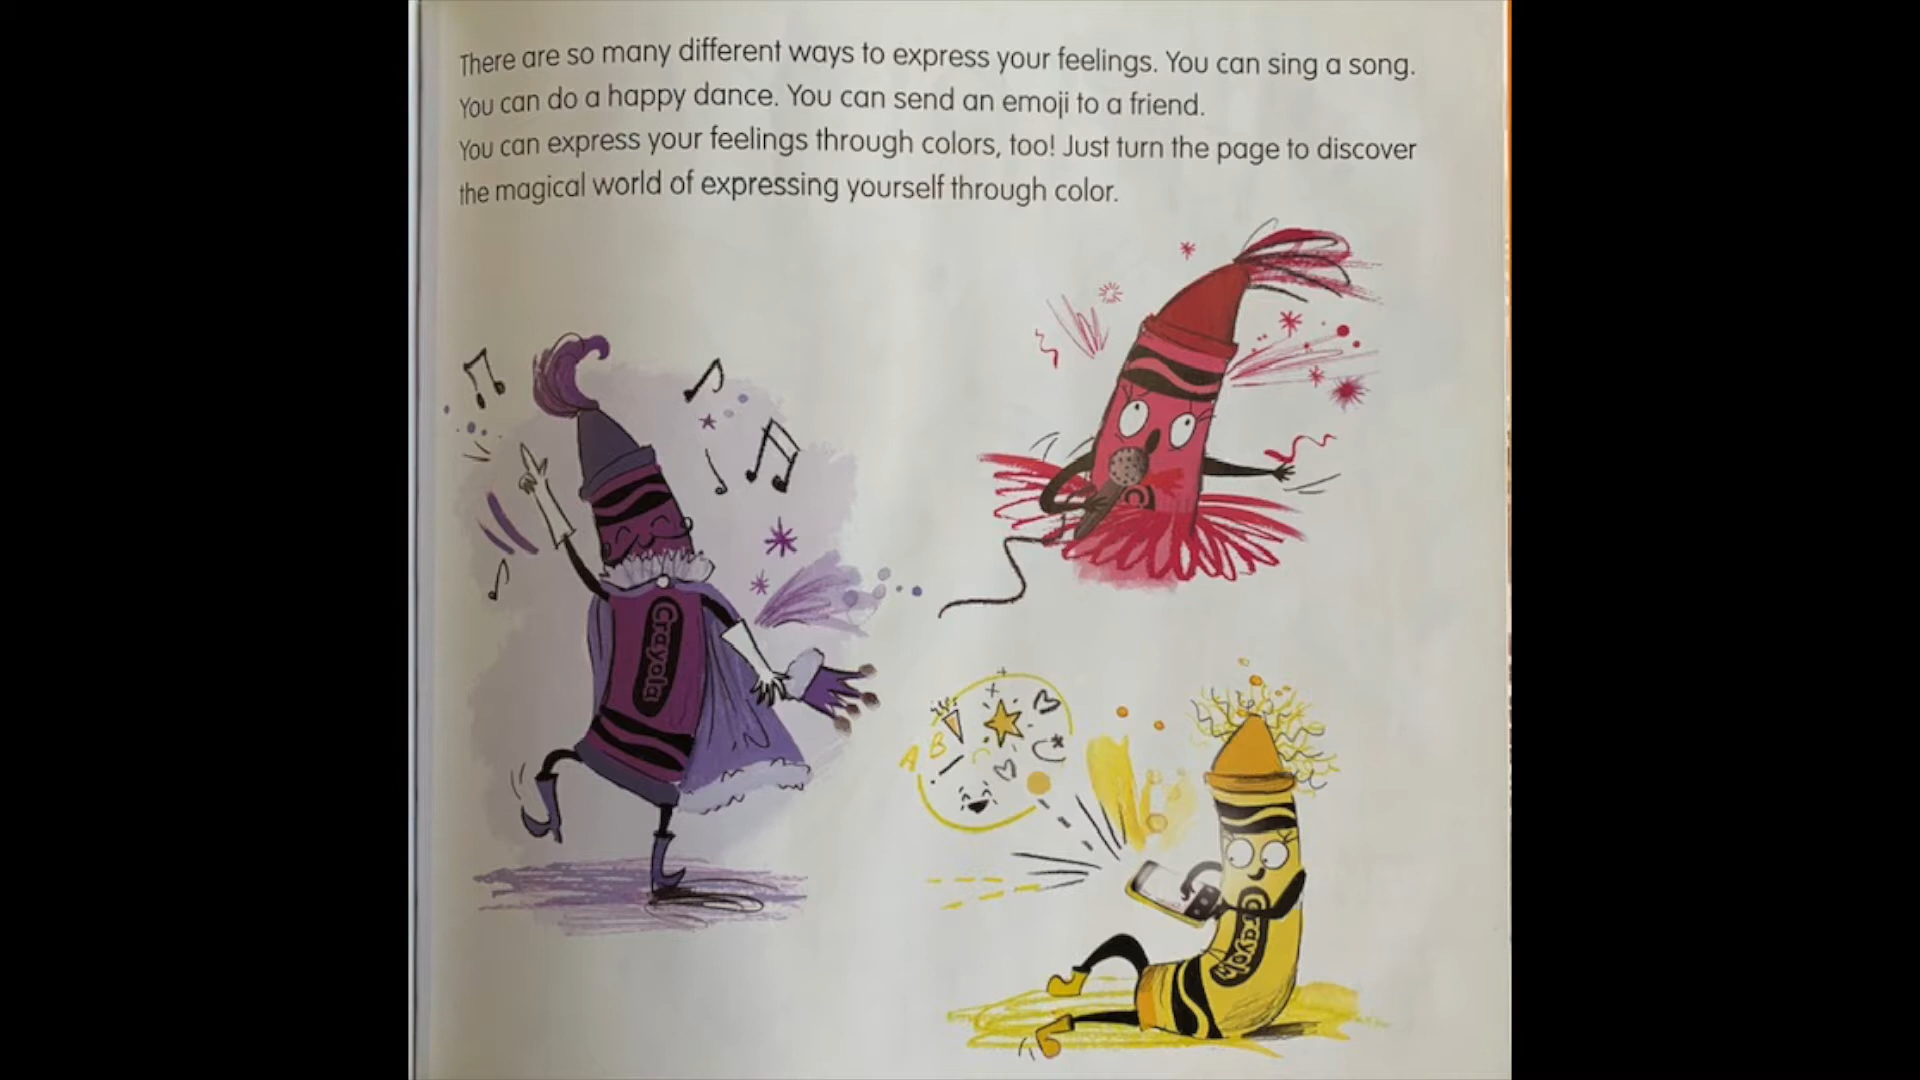 There are so many different ways to express your feelings. You can sing a song.
You can do a happy dance. You can send an emoji to a friend.
You can express your feelings through colors, too! Just turn the page to discover
the magical world of expressing yourself through color.
Crayola
A B
Crayola